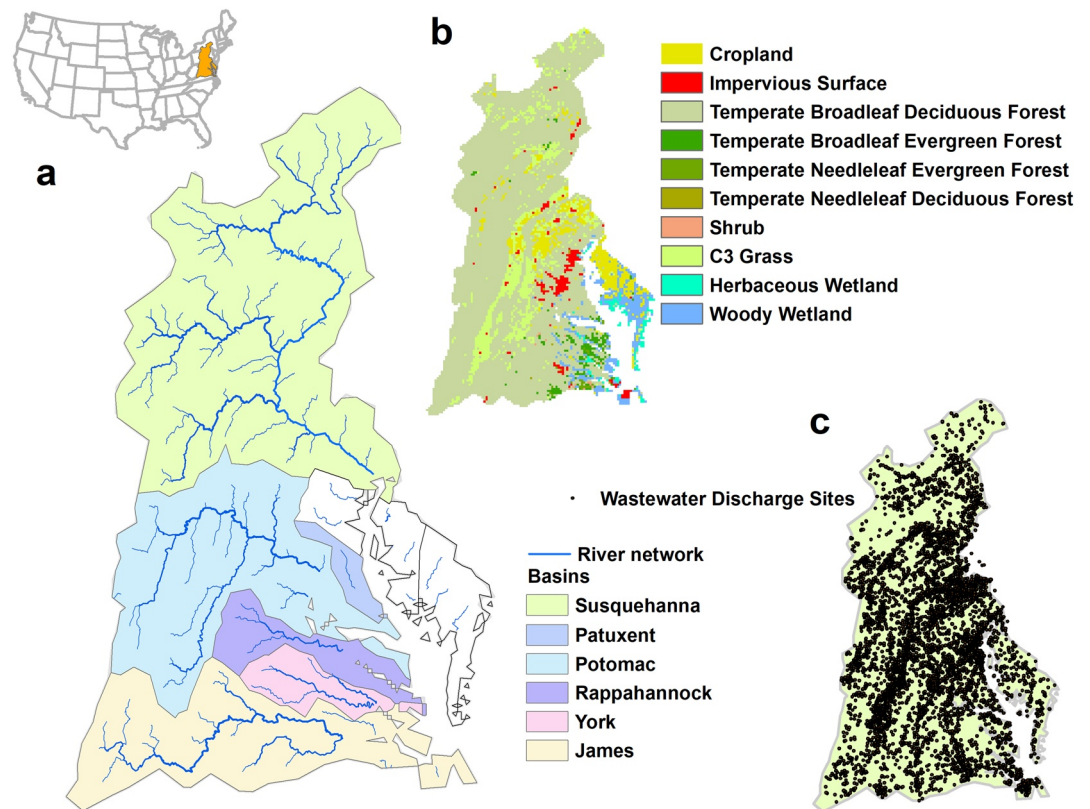 b
Cropland
Impervious Surface
Temperate Broadleaf Deciduous Forest
Temperate Broadleaf Evergreen Forest
Temperate Needleleaf Evergreen Forest
Temperate Needleleaf Deciduous Forest
Shrub
C3 Grass
Herbaceous Wetland
Woody Wetland
a
c
Wastewater Discharge Sites
River network
Basins
Susquehanna
Patuxent
Potomac
Rappahannock
York
James